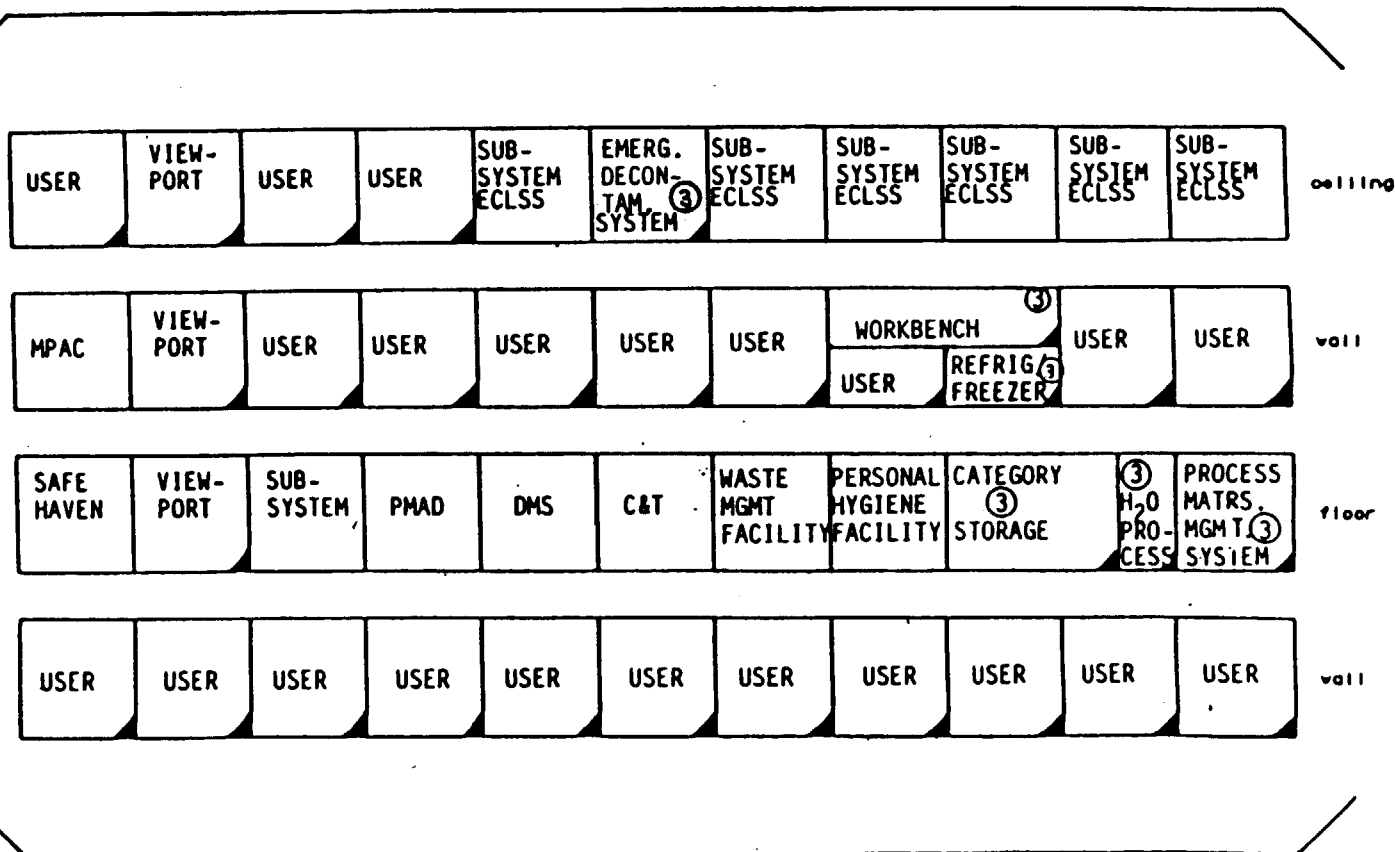 USER
VIEW-
PORT
USER
USER
SUB-
SYSTEM
ECLSS
EMERG.
DECON-
TAM. ③
SYSTEM
SUB-
SYSTEM
ECLSS
SUB-
SYSTEM
ECLSS
SUB-
SYSTEM
ECLSS
SUB-
SYSTEM
ECLSS
SUB-
SYSTEM
ECLSS
ceiling
MPAC
VIEW-
PORT
USER
USER
USER
USER
USER
③
WORKBENCH
USER
REFRIG/ ③
FREEZER
USER
USER
wall
SAFE
HAVEN
VIEW-
PORT
SUB-
SYSTEM
PMAD
DMS
C&T
WASTE
MGMT
FACILITY
PERSONAL
HYGIENE
FACILITY
CATEGORY
③
STORAGE
③
H₂O
PRO-
CESS
PROCESS
MATRS.
MGMT. ③
SYSTEM
floor
USER
USER
USER
USER
USER
USER
USER
USER
USER
USER
USER
wall